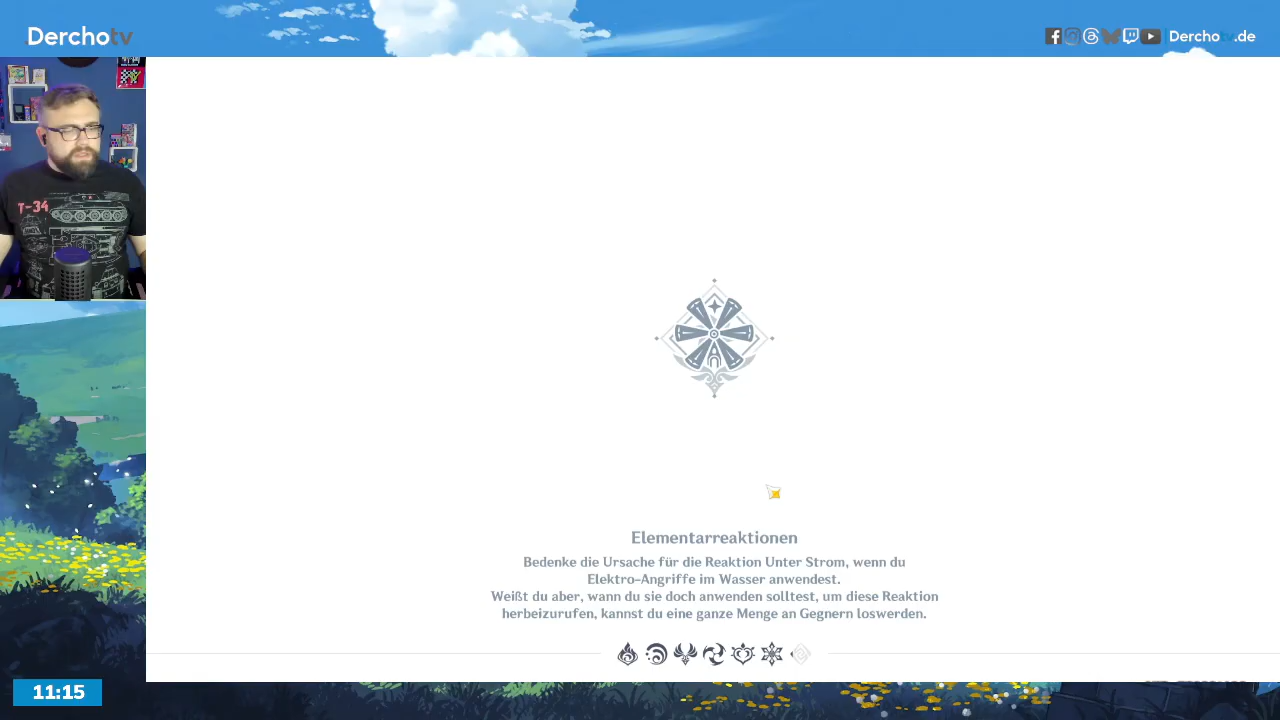 Derchotv
Derchotv.de
T-34
Elementarreaktionen
Bedenke die Ursache für die Reaktion Unter Strom, wenn du
Elektro-Angriffe im Wasser anwendest.
Weißt du aber, wann du sie doch anwenden solltest, um diese Reaktion
herbeizurufen, kannst du eine ganze Menge an Gegnern loswerden.
11:15